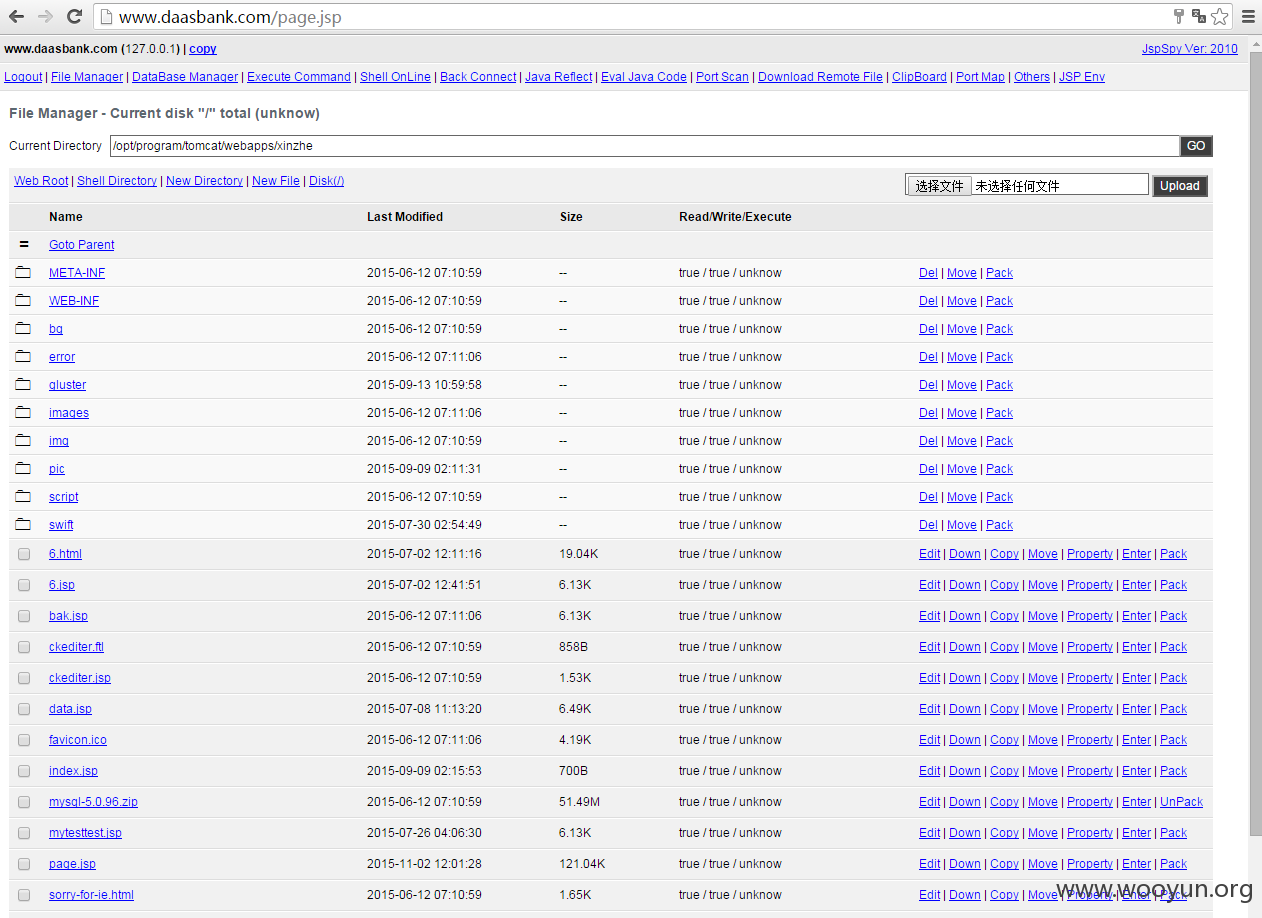 www.daasbank.com/page.jsp
www.daasbank.com (127.0.0.1) | copy JspSpy Ver: 2010
Logout | File Manager | DataBase Manager | Execute Command | Shell OnLine | Back Connect | Java Reflect | Eval Java Code | Port Scan | Download Remote File | ClipBoard | Port Map | Others | JSP Env
File Manager - Current disk "/" total (unknow)
Current Directory /opt/program/tomcat/webapps/xinzhe GO
Web Root | Shell Directory | New Directory | New File | Disk(/) 选择文件 未选择任何文件 Upload
Name Last Modified Size Read/Write/Execute
= Goto Parent
META-INF 2015-06-12 07:10:59 -- true / true / unknow Del | Move | Pack
WEB-INF 2015-06-12 07:10:59 -- true / true / unknow Del | Move | Pack
bg 2015-06-12 07:10:59 -- true / true / unknow Del | Move | Pack
error 2015-06-12 07:11:06 -- true / true / unknow Del | Move | Pack
gluster 2015-09-13 10:59:58 -- true / true / unknow Del | Move | Pack
images 2015-06-12 07:11:06 -- true / true / unknow Del | Move | Pack
img 2015-06-12 07:10:59 -- true / true / unknow Del | Move | Pack
pic 2015-09-09 02:11:31 -- true / true / unknow Del | Move | Pack
script 2015-06-12 07:10:59 -- true / true / unknow Del | Move | Pack
swift 2015-07-30 02:54:49 -- true / true / unknow Del | Move | Pack
6.html 2015-07-02 12:11:16 19.04K true / true / unknow Edit | Down | Copy | Move | Property | Enter | Pack
6.jsp 2015-07-02 12:41:51 6.13K true / true / unknow Edit | Down | Copy | Move | Property | Enter | Pack
bak.jsp 2015-06-12 07:11:06 6.13K true / true / unknow Edit | Down | Copy | Move | Property | Enter | Pack
ckediter.ftl 2015-06-12 07:10:59 858B true / true / unknow Edit | Down | Copy | Move | Property | Enter | Pack
ckediter.jsp 2015-06-12 07:10:59 1.53K true / true / unknow Edit | Down | Copy | Move | Property | Enter | Pack
data.jsp 2015-07-08 11:13:20 6.49K true / true / unknow Edit | Down | Copy | Move | Property | Enter | Pack
favicon.ico 2015-06-12 07:11:06 4.19K true / true / unknow Edit | Down | Copy | Move | Property | Enter | Pack
index.jsp 2015-09-09 02:15:53 700B true / true / unknow Edit | Down | Copy | Move | Property | Enter | Pack
mysql-5.0.96.zip 2015-06-12 07:10:59 51.49M true / true / unknow Edit | Down | Copy | Move | Property | Enter | UnPack
mytesttest.jsp 2015-07-26 04:06:30 6.13K true / true / unknow Edit | Down | Copy | Move | Property | Enter | Pack
page.jsp 2015-11-02 12:01:28 121.04K true / true / unknow Edit | Down | Copy | Move | Property | Enter | Pack
sorry-for-ie.html 2015-06-12 07:10:59 1.65K true / true / unknow Edit | Down | Copy | Move | Property | Enter | Pack
www.wooyun.org